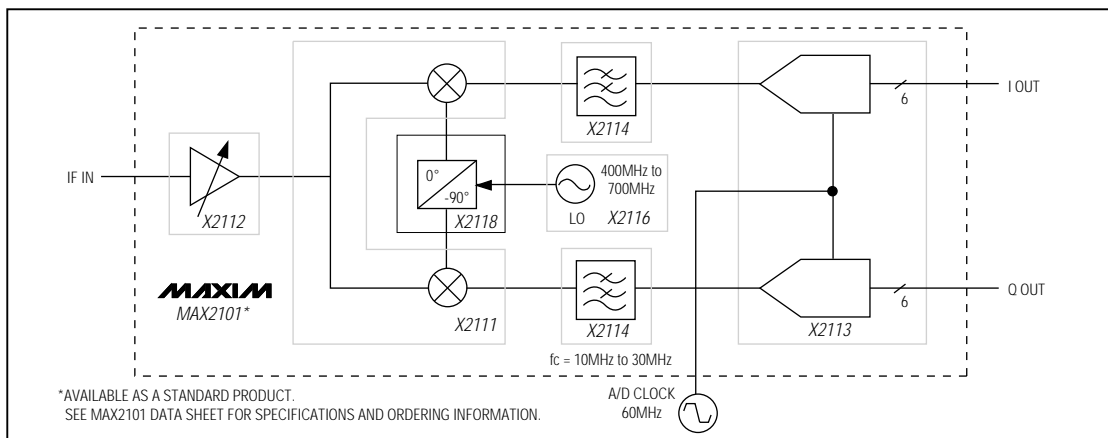 X2114
6
I OUT
IF IN
X2112
0°
-90°
X2118
400MHz to
700MHz
LO
X2116
MAXIM
MAX2101*
X2111
X2114
fc = 10MHz to 30MHz
6
Q OUT
X2113
*AVAILABLE AS A STANDARD PRODUCT.
SEE MAX2101 DATA SHEET FOR SPECIFICATIONS AND ORDERING INFORMATION.
A/D CLOCK
60MHz